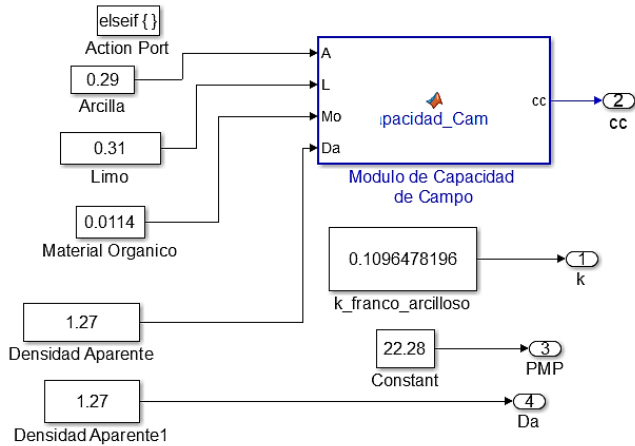 elseif { }
Action Port
0.29
Arcilla
0.31
Limo
0.0114
Material Organico
1.27
Densidad Aparente
1.27
Densidad Aparente1
A
L
Mo
Da
ıpacidad_Cam
cc
Modulo de Capacidad
de Campo
2
cc
0.1096478196
k_franco_arcilloso
1
k
22.28
Constant
3
PMP
4
Da